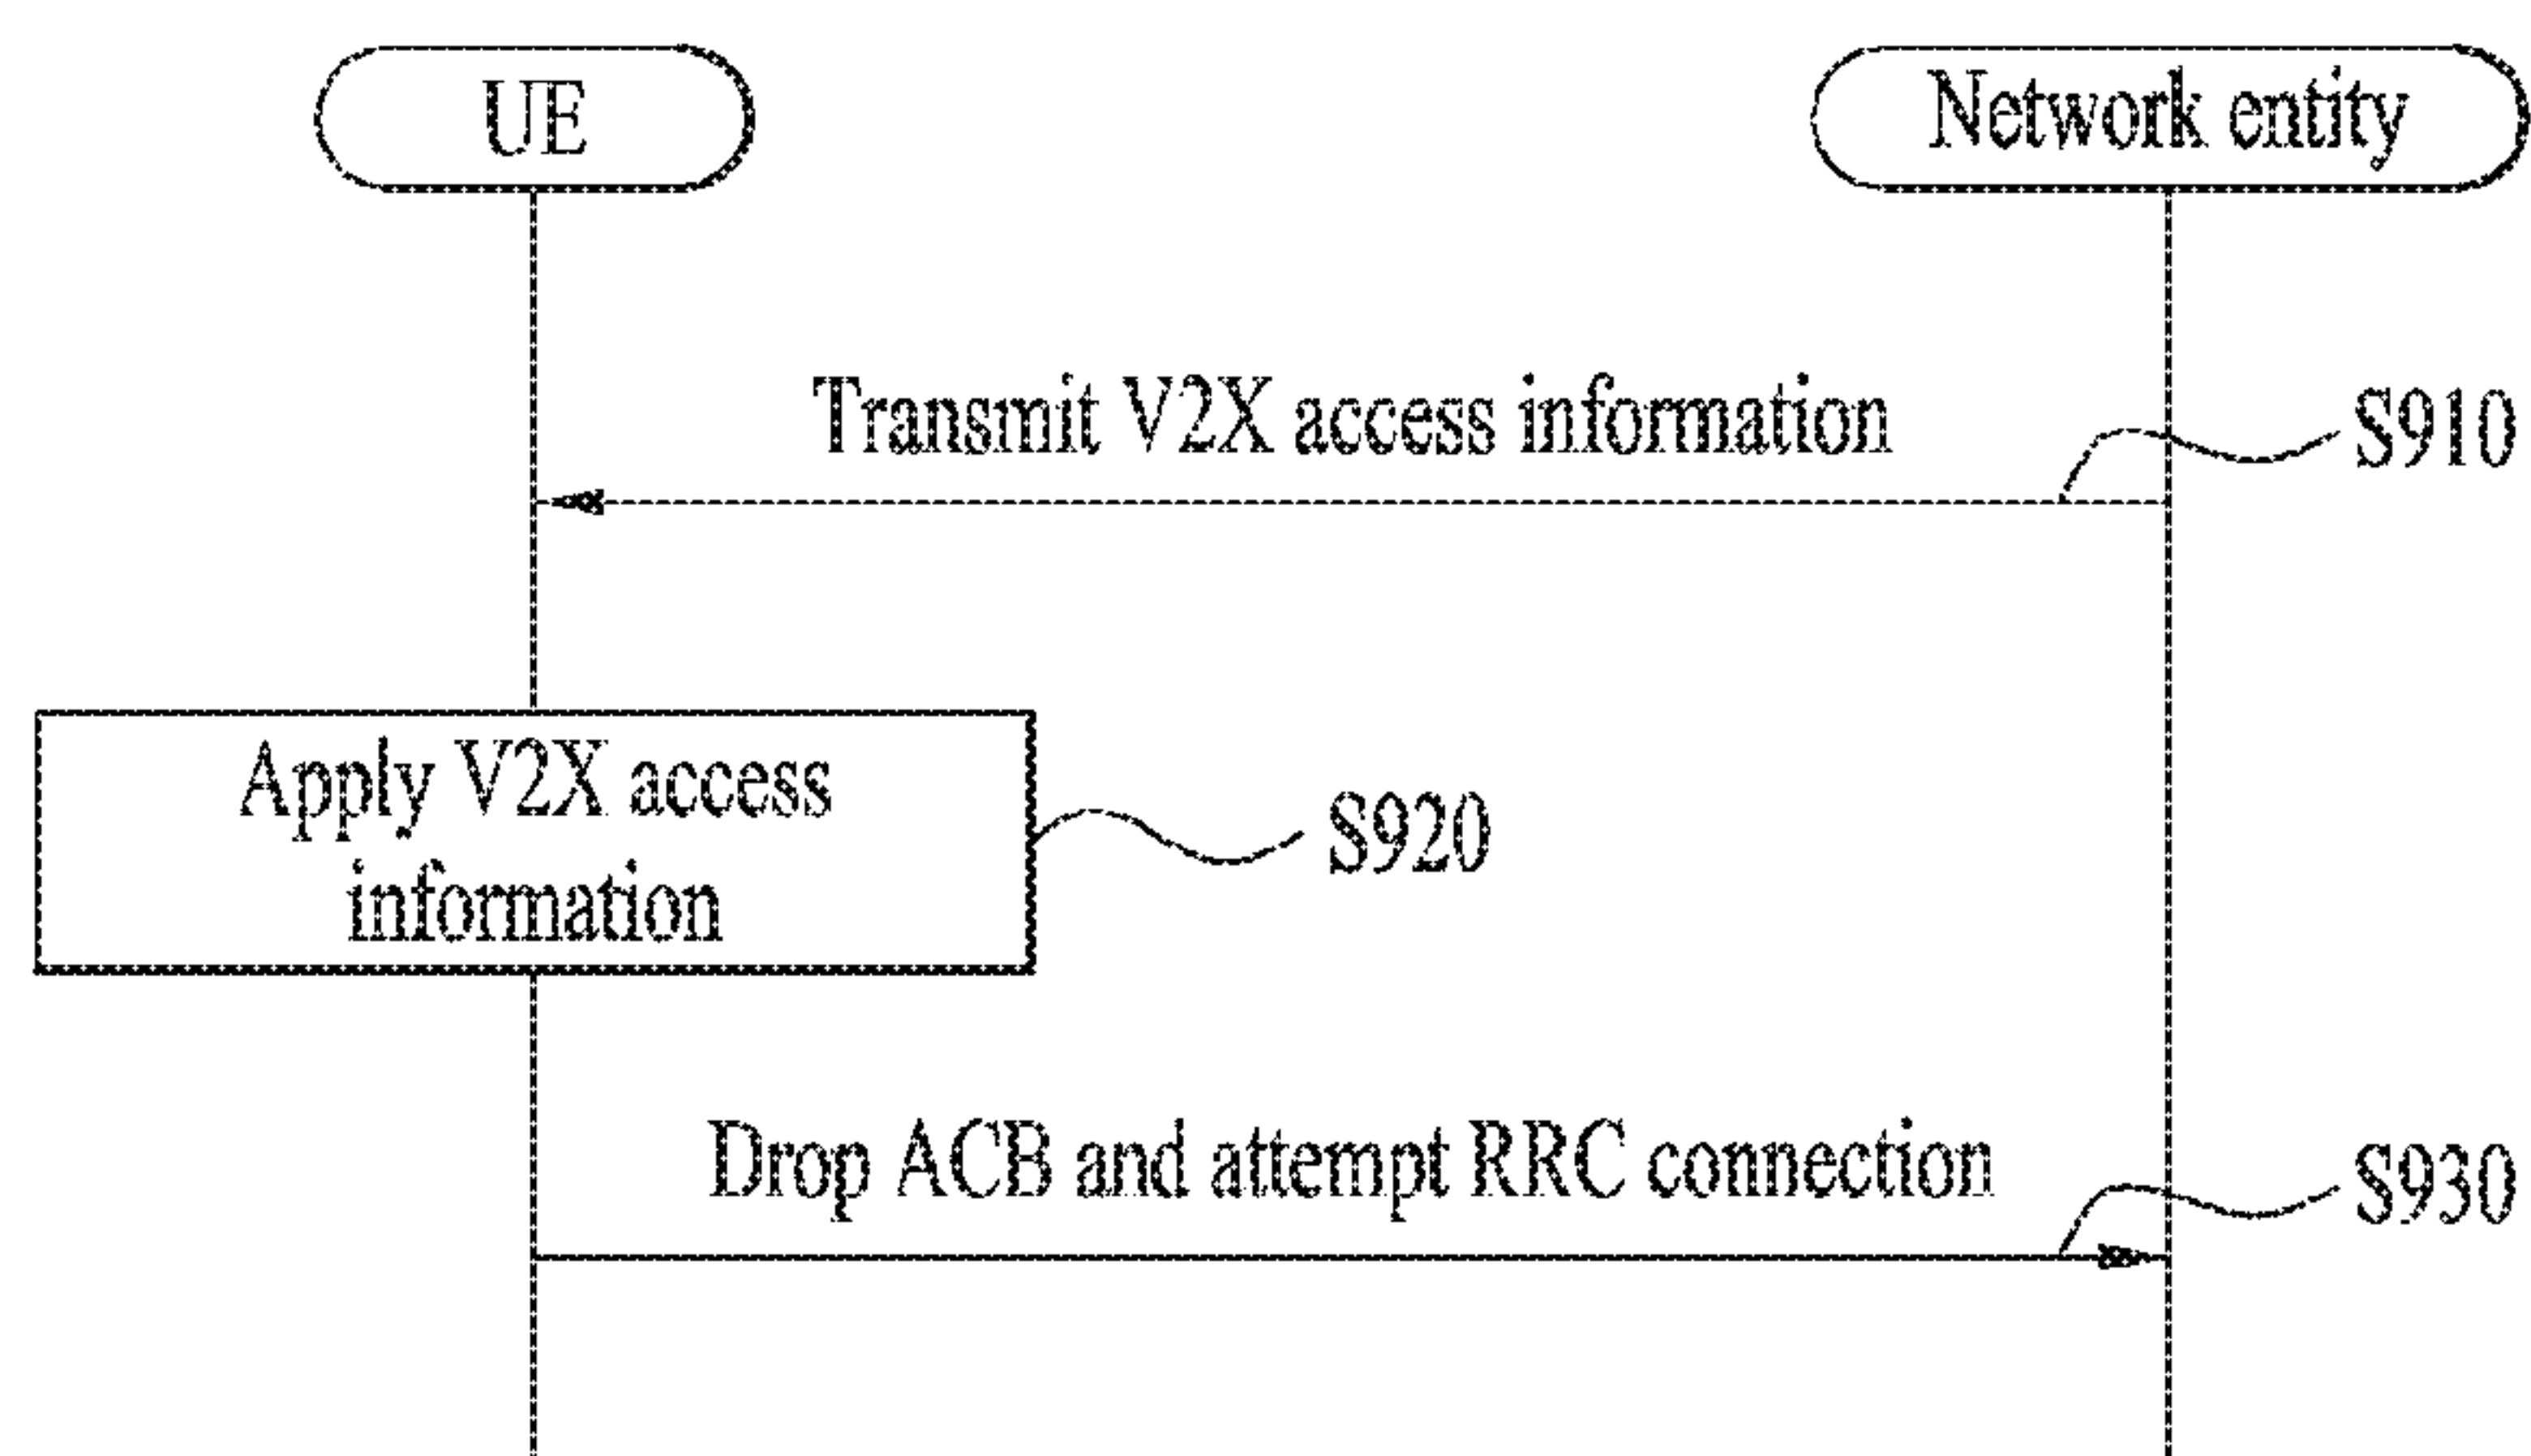 UE
Network entity
Transmit V2X access information
S910
Apply V2X access
information
S920
Drop ACB and attempt RRC connection
S930